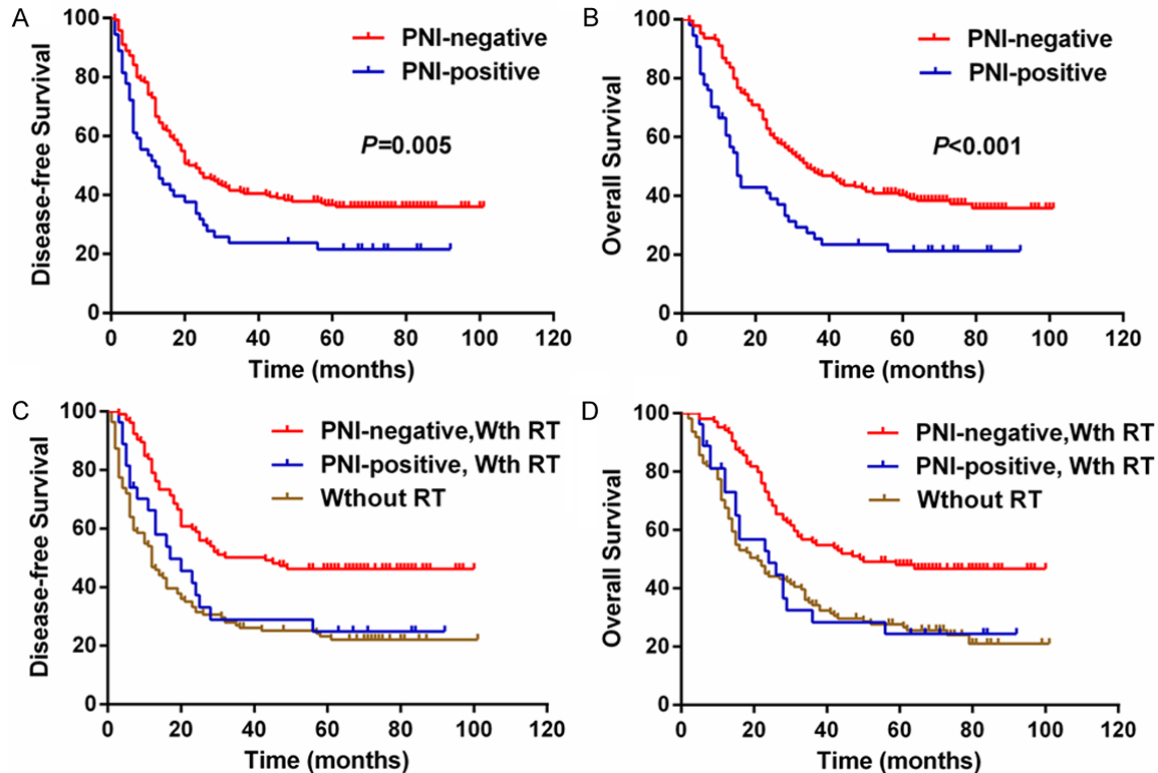 A
Disease-free Survival
100
80
60
40
20
0
PNI-negative
PNI-positive
P=0.005
0 20 40 60 80 100 120
Time (months)
B
Overall Survival
100
80
60
40
20
0
PNI-negative
PNI-positive
P<0.001
0 20 40 60 80 100 120
Time (months)
C
Disease-free Survival
100
80
60
40
20
0
PNI-negative,Wth RT
PNI-positive, Wth RT
Wthout RT
0 20 40 60 80 100 120
Time (months)
D
Overall Survival
100
80
60
40
20
0
PNI-negative,Wth RT
PNI-positive, Wth RT
Wthout RT
0 20 40 60 80 100 120
Time (months)